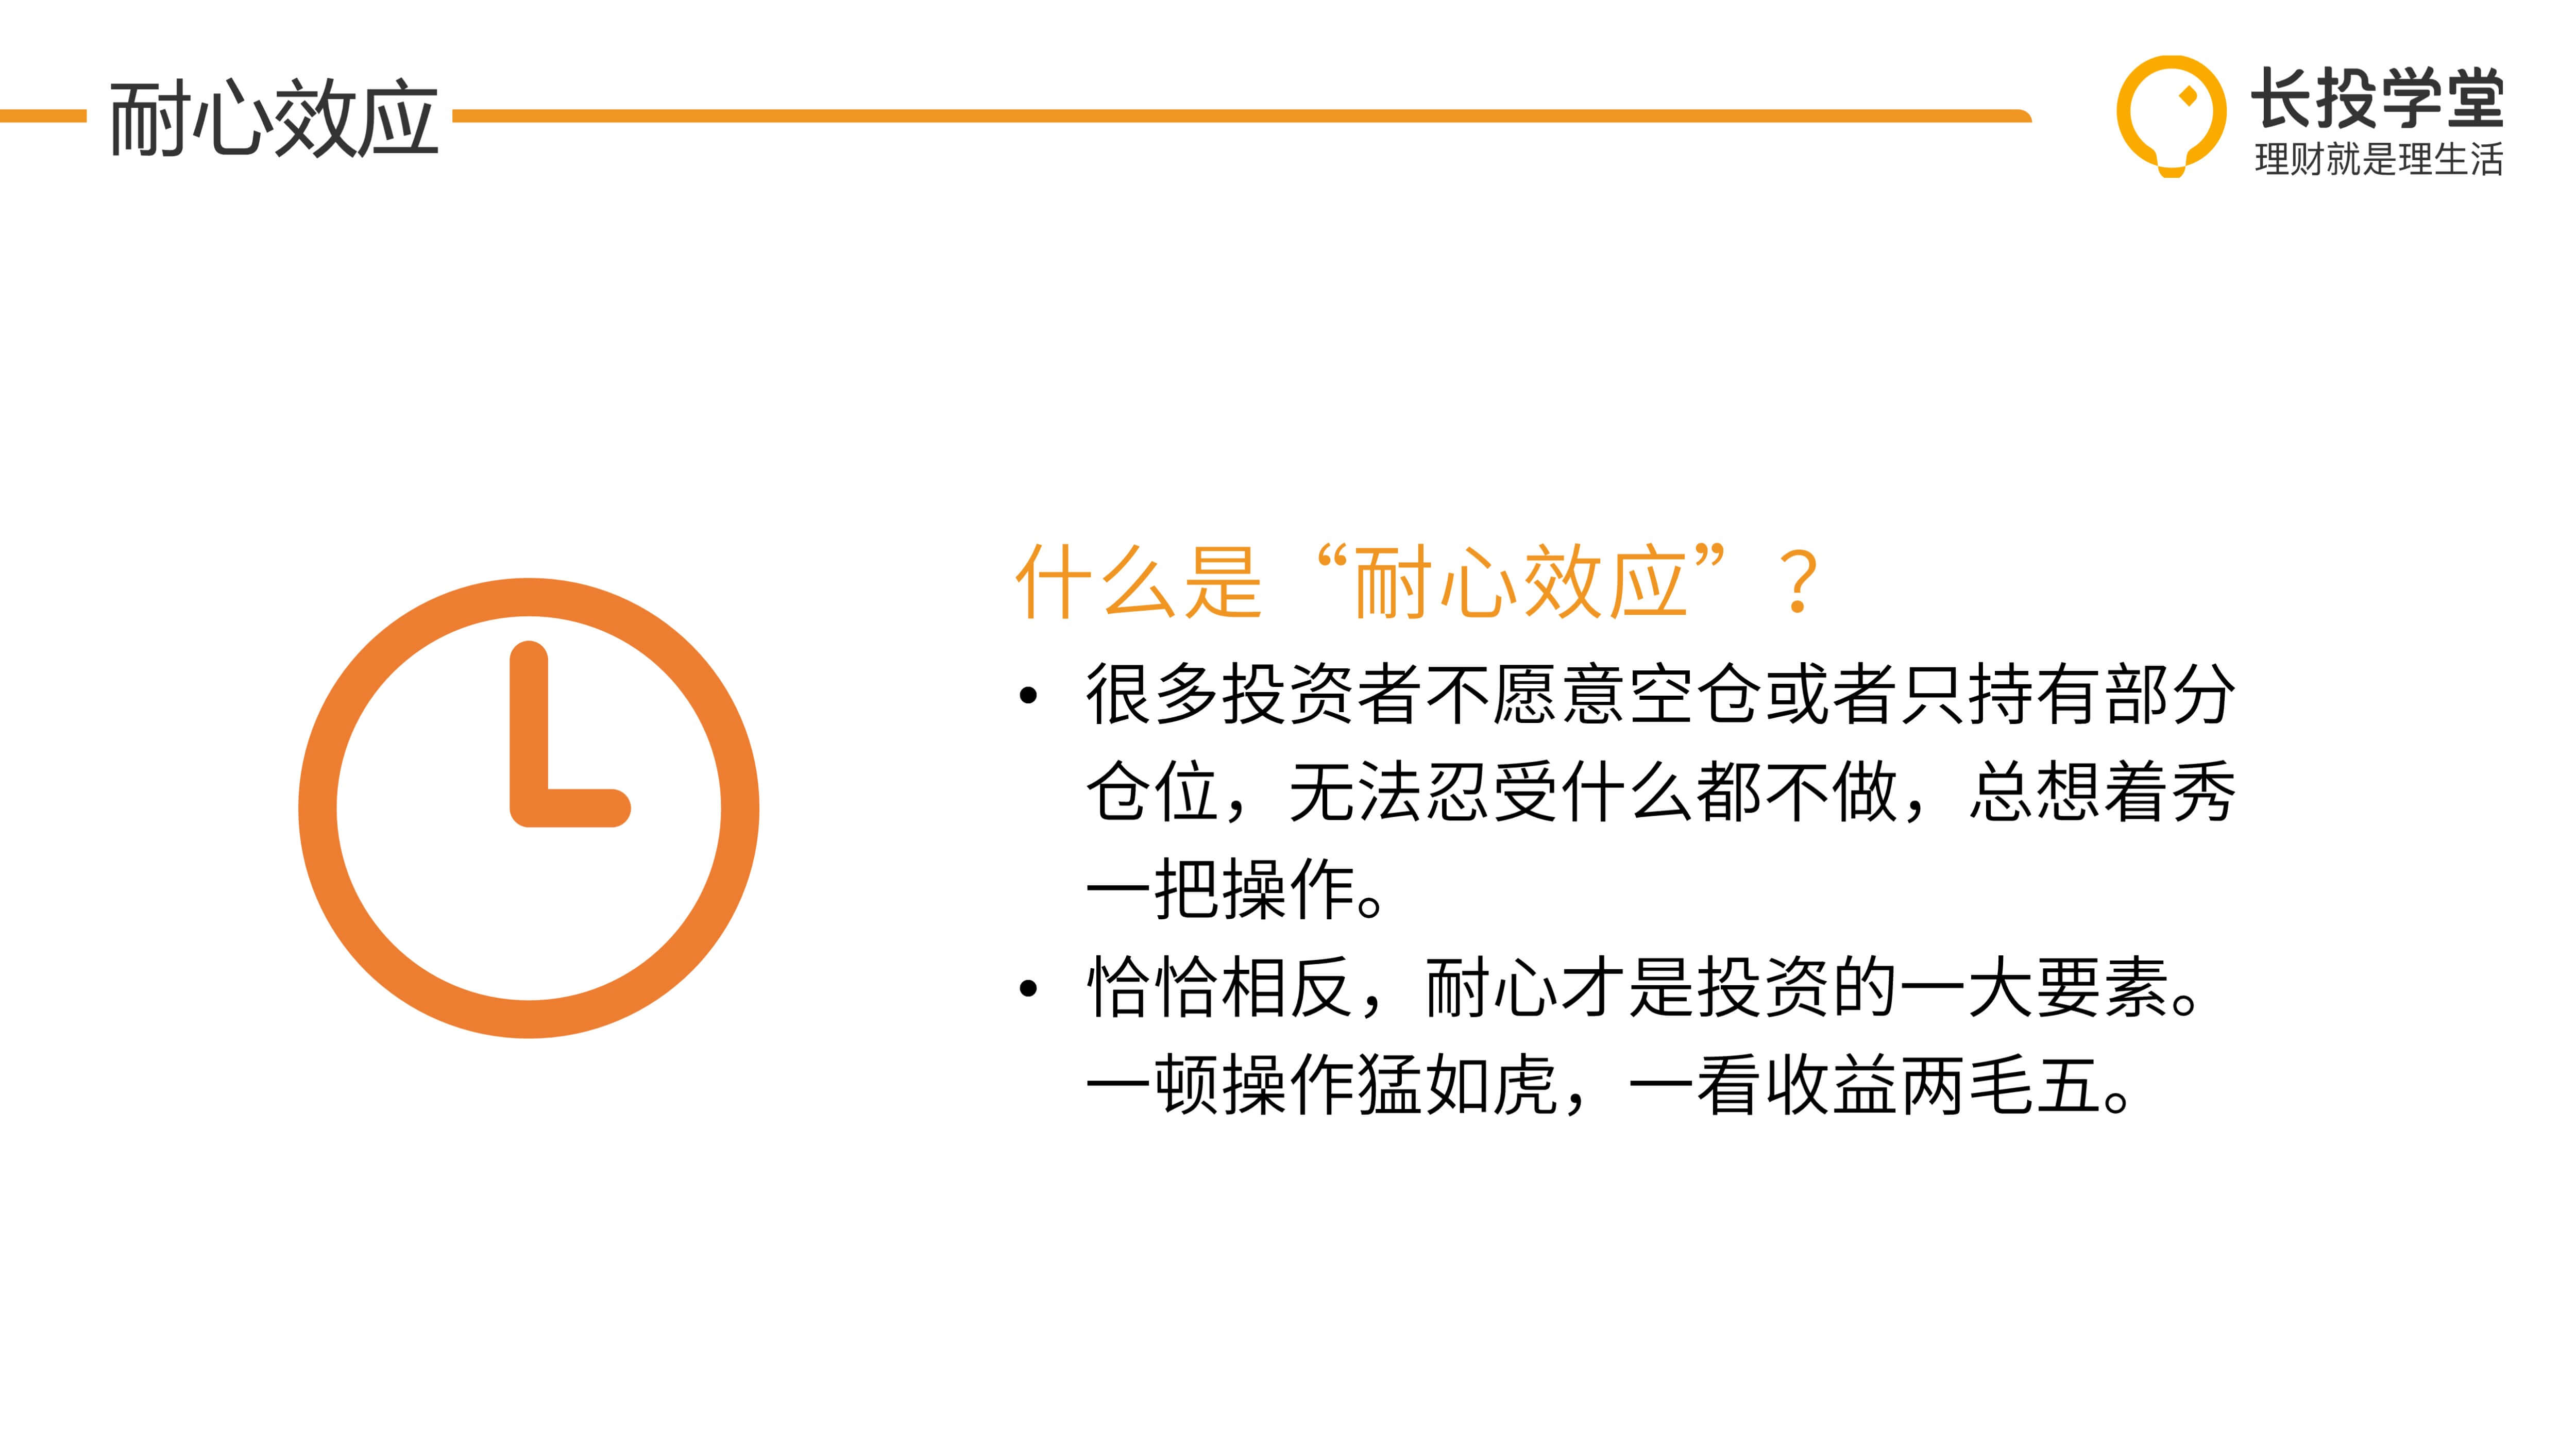 耐心效应
长投学堂
理财就是理生活
什么是“耐心效应”？
• 很多投资者不愿意空仓或者只持有部分
仓位，无法忍受什么都不做，总想着秀
一把操作。
• 恰恰相反，耐心才是投资的一大要素。
一顿操作猛如虎，一看收益两毛五。